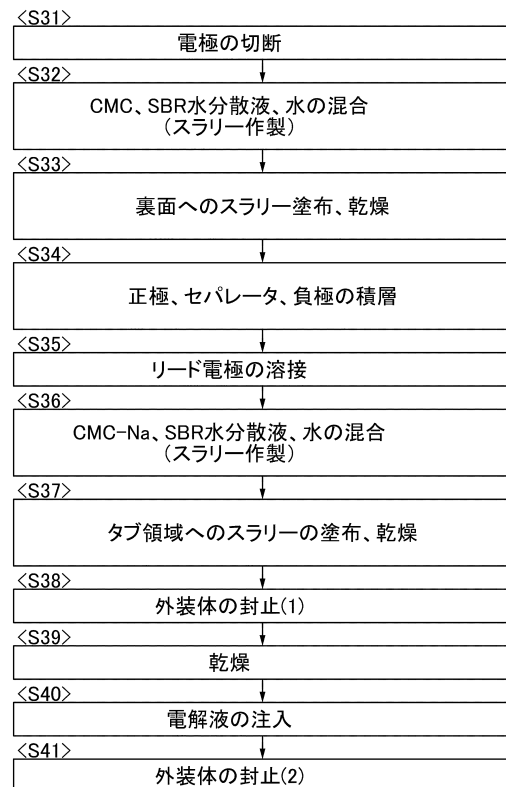 <S31>
電極の切断
<S32>
CMC、SBR水分散液、水の混合
(スラリー作製)
<S33>
裏面へのスラリー塗布、乾燥
<S34>
正極、セパレータ、負極の積層
<S35>
リード電極の溶接
<S36>
CMC-Na、SBR水分散液、水の混合
(スラリー作製)
<S37>
タブ領域へのスラリーの塗布、乾燥
<S38>
外装体の封止(1)
<S39>
乾燥
<S40>
電解液の注入
<S41>
外装体の封止(2)